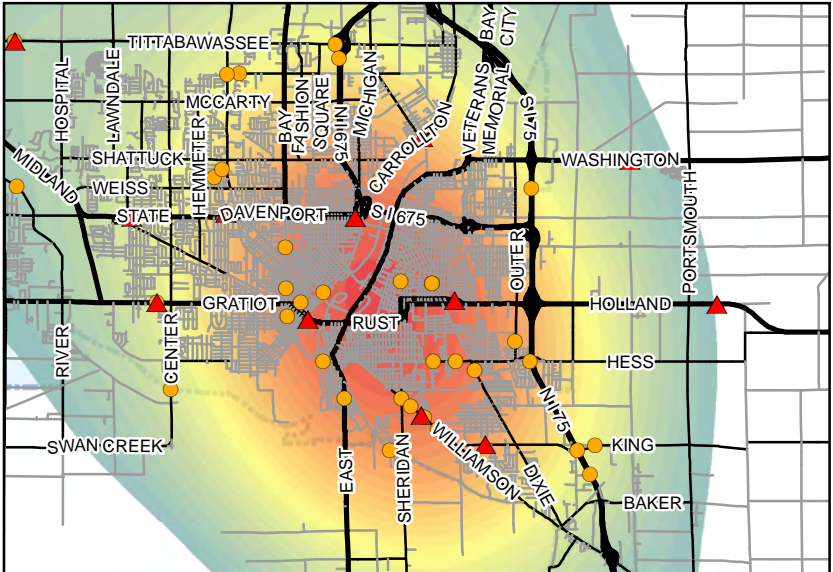 TITTABAWASSEE
BAY
CITY
HOSPITAL
LAWNDALE
MCCARTY
BAY
FASHION
SQUARE
N I 675
MICHIGAN
VETERANS
MEMORIAL
S I 75
HEMMETER
SHATTUCK
CARROLLTON
WASHINGTON
MIDLAND
WEISS
STATE
DAVENPORT
S I 675
OUTER
PORTSMOUTH
GRATIOT
RUST
HOLLAND
RIVER
CENTER
HESS
N I 75
SWAN CREEK
EAST
SHERIDAN
WILLIAMSON
DIXIE
KING
BAKER